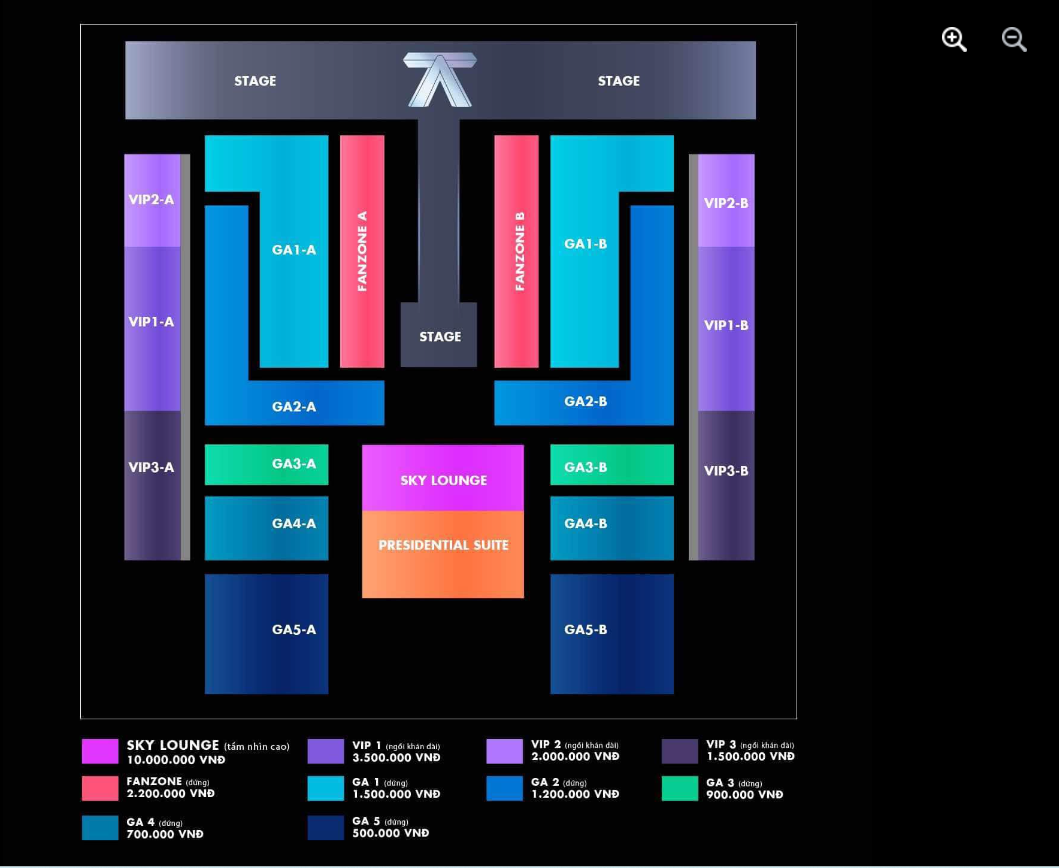 STAGE
STAGE
VIP2-A
VIP2-B
FANZONE A
FANZONE B
GA1-A
GA1-B
VIP1-A
VIP1-B
STAGE
GA2-A
GA2-B
VIP3-A
GA3-A
GA3-B
VIP3-B
SKY LOUNGE
GA4-A
GA4-B
PRESIDENTIAL SUITE
GA5-A
GA5-B
SKY LOUNGE (tầm nhìn cao)
10.000.000 VNĐ
VIP 1 (ngồi khán đài)
3.500.000 VNĐ
VIP 2 (ngồi khán đài)
2.000.000 VNĐ
VIP 3 (ngồi khán đài)
1.500.000 VNĐ
FANZONE (đứng)
2.200.000 VNĐ
GA 1 (đứng)
1.500.000 VNĐ
GA 2 (đứng)
1.200.000 VNĐ
GA 3 (đứng)
900.000 VNĐ
GA 4 (đứng)
700.000 VNĐ
GA 5 (đứng)
500.000 VNĐ